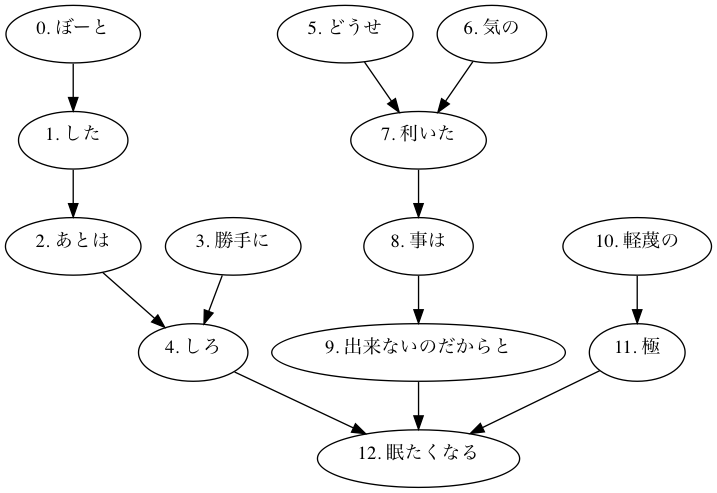 0. ぼーと
5. どうせ
6. 気の
1. した
7. 利いた
2. あとは
3. 勝手に
8. 事は
10. 軽蔑の
4. しろ
9. 出来ないのだからと
11. 極
12. 眠たくなる